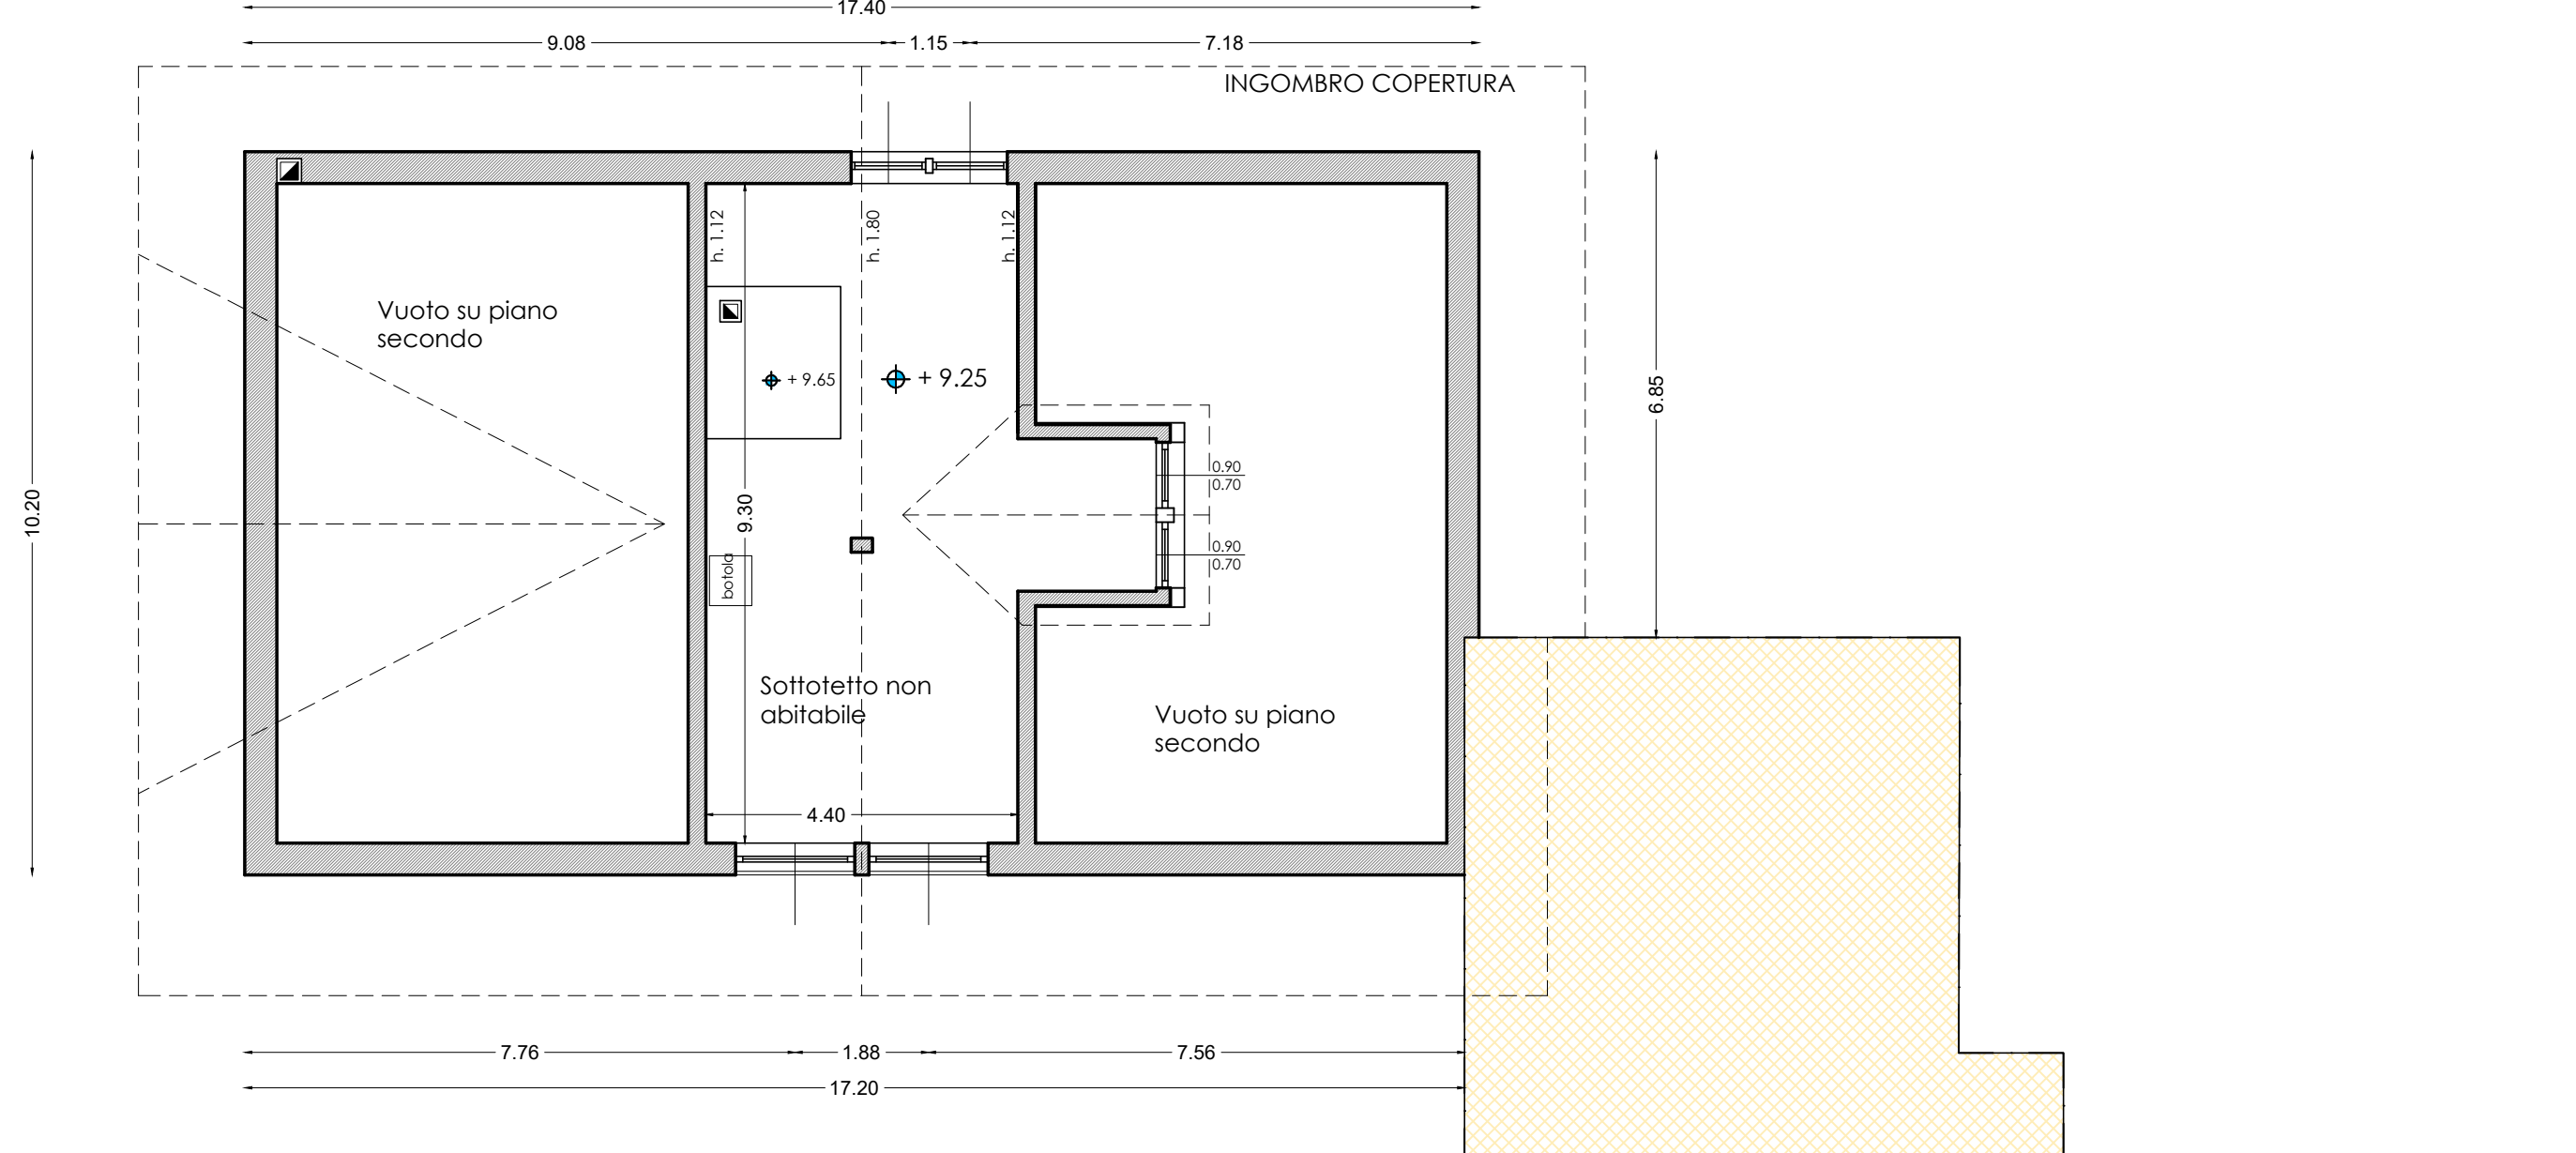 17.40
9.08
1.15
7.18
INGOMBRO COPERTURA
h. 1.12
h. 1.80
h. 1.12
Vuoto su piano
secondo
+ 9.65
+ 9.25
6.85
0.90
0.70
10.20
9.30
0.90
0.70
botola
Sottotetto non
abitabile
Vuoto su piano
secondo
4.40
7.76
1.88
7.56
17.20